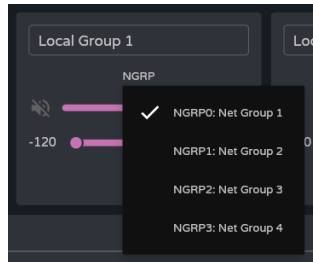 Local Group 1
Loc
NGRP
NGRP0: Net Group 1
-120
NGRP1: Net Group 2
0
NGRP2: Net Group 3
NGRP3: Net Group 4